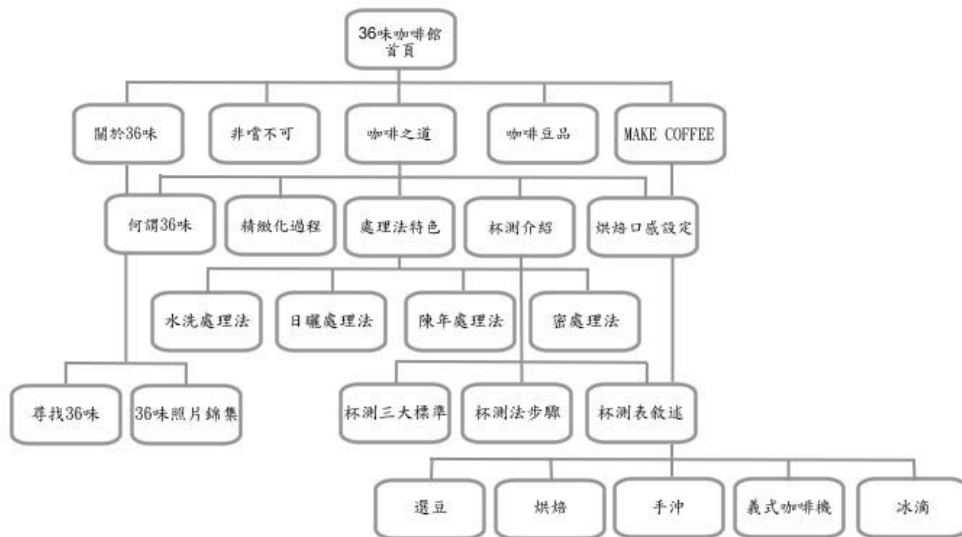 36味咖啡館
首頁
關於36味
非嚐不可
咖啡之道
咖啡豆品
MAKE COFFEE
何謂36味
精緻化過程
處理法特色
杯測介紹
烘焙口感設定
水洗處理法
日曬處理法
陳年處理法
密處理法
尋找36味
36味照片錦集
杯測三大標準
杯測法步驟
杯測表敘述
選豆
烘焙
手沖
義式咖啡機
冰滴